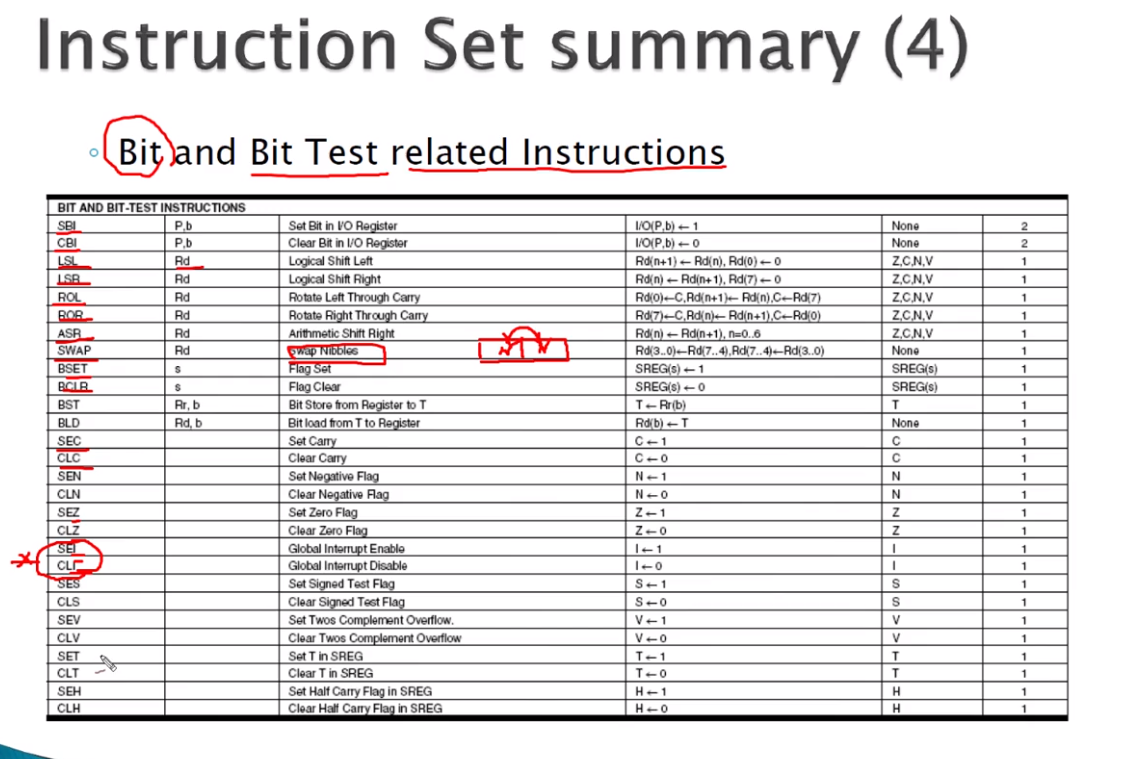 Instruction Set summary (4)
Bit and Bit Test related Instructions
BIT AND BIT-TEST INSTRUCTIONS
SBI P,b Set Bit in I/O Register I/O(P,b) ← 1 None 2
CBI P,b Clear Bit in I/O Register I/O(P,b) ← 0 None 2
LSL Rd Logical Shift Left Rd(n+1) ← Rd(n), Rd(0) ← 0 Z,C,N,V 1
LSR Rd Logical Shift Right Rd(n) ← Rd(n+1), Rd(7) ← 0 Z,C,N,V 1
ROL Rd Rotate Left Through Carry Rd(0)←C,Rd(n+1)← Rd(n),C←Rd(7) Z,C,N,V 1
ROR Rd Rotate Right Through Carry Rd(7)←C,Rd(n)← Rd(n+1),C←Rd(0) Z,C,N,V 1
ASR Rd Arithmetic Shift Right Rd(n) ← Rd(n+1), n=0..6 Z,C,N,V 1
SWAP Rd Swap Nibbles Rd(3..0)←Rd(7..4),Rd(7..4)←Rd(3..0) None 1
BSET s Flag Set SREG(s) ← 1 SREG(s) 1
BCLR s Flag Clear SREG(s) ← 0 SREG(s) 1
BST Rr, b Bit Store from Register to T T ← Rr(b) T 1
BLD Rd, b Bit load from T to Register Rd(b) ← T None 1
SEC Set Carry C ← 1 C 1
CLC Clear Carry C ← 0 C 1
SEN Set Negative Flag N ← 1 N 1
CLN Clear Negative Flag N ← 0 N 1
SEZ Set Zero Flag Z ← 1 Z 1
CLZ Clear Zero Flag Z ← 0 Z 1
SEI Global Interrupt Enable I ← 1 I 1
CLI Global Interrupt Disable I ← 0 I 1
SES Set Signed Test Flag S ← 1 S 1
CLS Clear Signed Test Flag S ← 0 S 1
SEV Set Twos Complement Overflow. V ← 1 V 1
CLV Clear Twos Complement Overflow V ← 0 V 1
SET Set T in SREG T ← 1 T 1
CLT Clear T in SREG T ← 0 T 1
SEH Set Half Carry Flag in SREG H ← 1 H 1
CLH Clear Half Carry Flag in SREG H ← 0 H 1